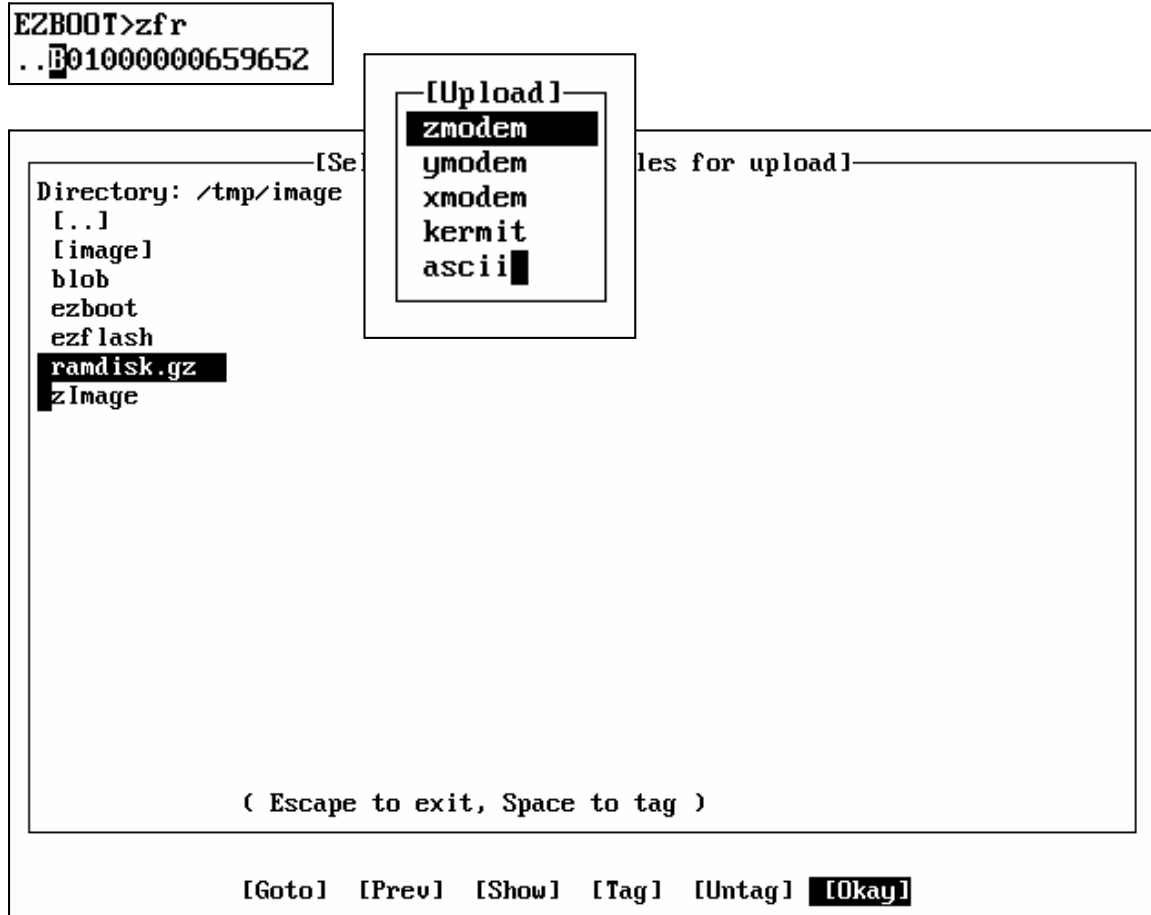 EZBOOT>zfr
..B01000000659652
[Upload]
zmodem
ymodem
xmodem
kermit
ascii
les for upload]
Directory: /tmp/image
[..]
[image]
blob
ezboot
ezflash
ramdisk.gz
zImage
( Escape to exit, Space to tag )
[Goto] [Prev] [Show] [Tag] [Untag] [Okay]